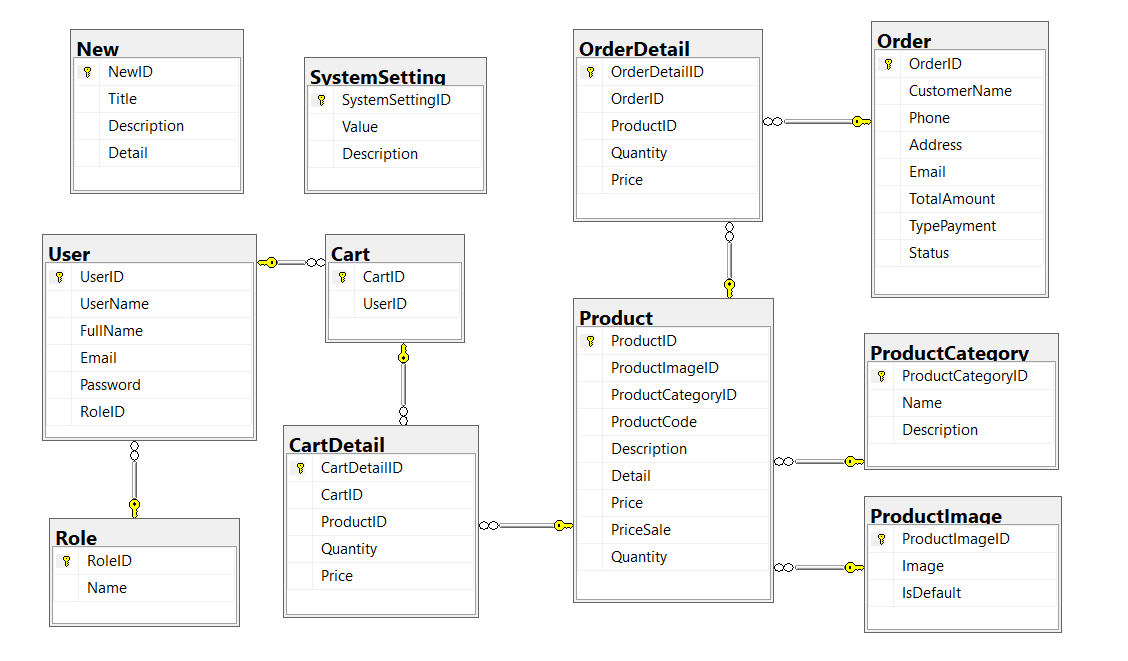 New
NewID
Title
Description
Detail
SystemSetting
SystemSettingID
Value
Description
OrderDetail
OrderDetailID
OrderID
ProductID
Quantity
Price
Order
OrderID
CustomerName
Phone
Address
Email
TotalAmount
TypePayment
Status
User
UserID
UserName
FullName
Email
Password
RoleID
Cart
CartID
UserID
Product
ProductID
ProductImageID
ProductCategoryID
ProductCode
Description
Detail
Price
PriceSale
Quantity
ProductCategory
ProductCategoryID
Name
Description
CartDetail
CartDetailID
CartID
ProductID
Quantity
Price
Role
RoleID
Name
ProductImage
ProductImageID
Image
IsDefault